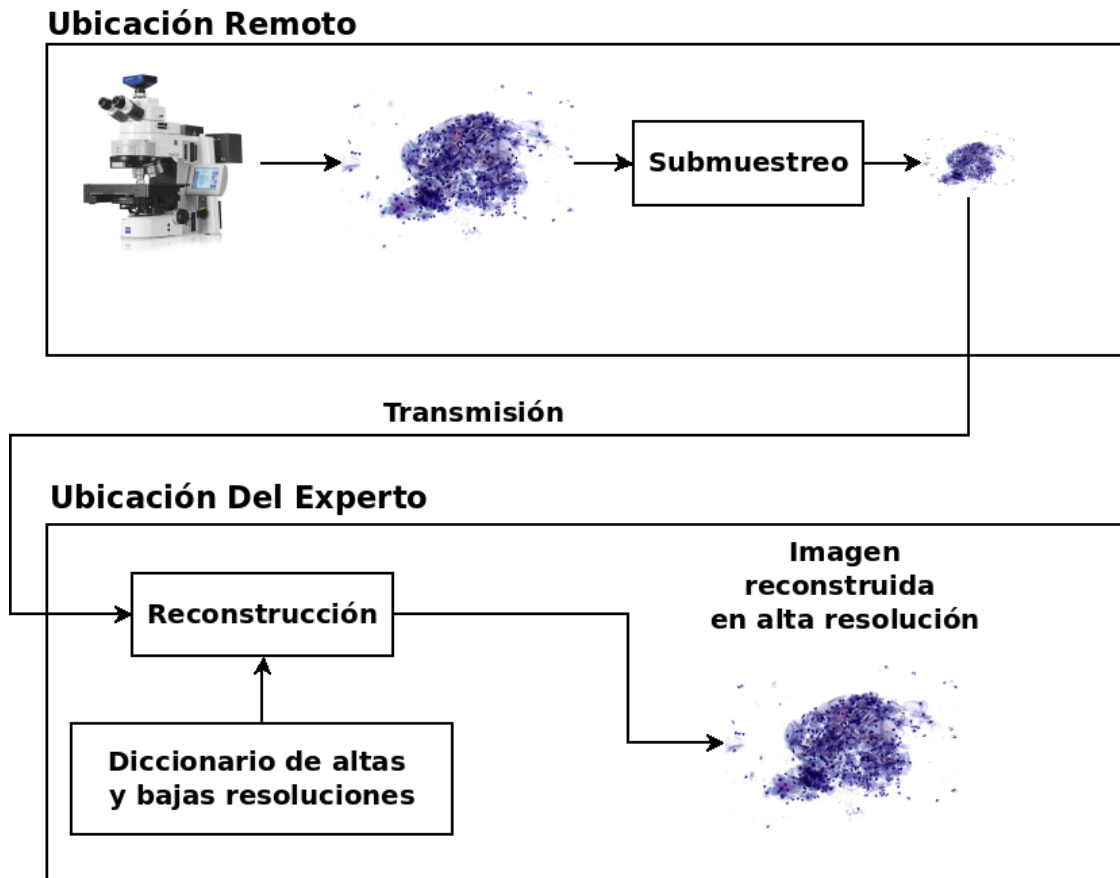 Ubicación Remoto
Submuestreo
Transmisión
Ubicación Del Experto
Imagen
reconstruida
en alta resolución
Reconstrucción
Diccionario de altas
y bajas resoluciones